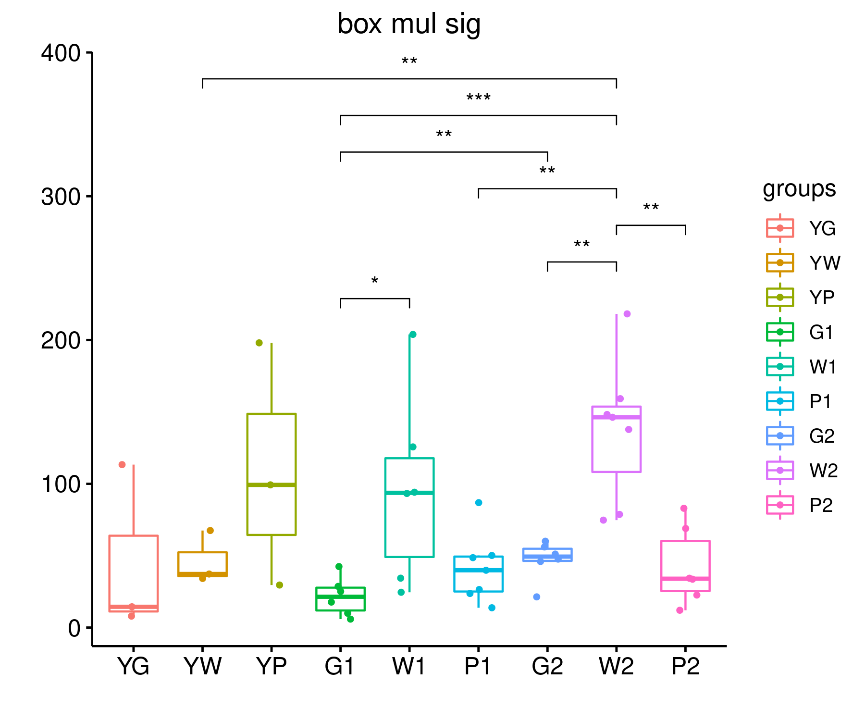 box mul sig
400
300
200
100
0
**
***
**
**
**
**
*
YG YW YP G1 W1 P1 G2 W2 P2
groups
YG
YW
YP
G1
W1
P1
G2
W2
P2